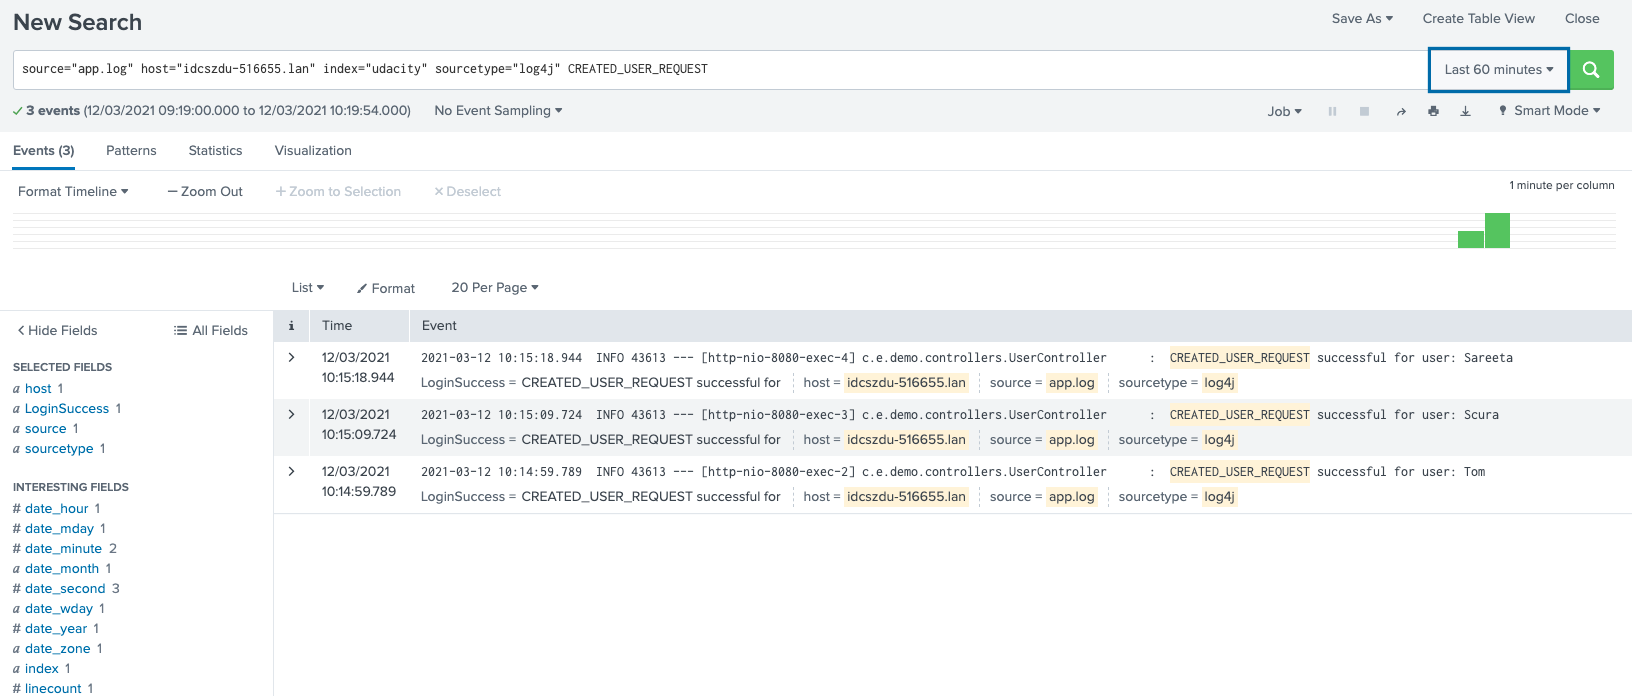 New Search
Save As Create Table View Close
source="app.log" host="idcszdu-516655.lan" index="udacity" sourcetype="log4j" CREATED_USER_REQUEST
Last 60 minutes
3 events (12/03/2021 09:19:00.000 to 12/03/2021 10:19:54.000) No Event Sampling
Job Smart Mode
Events (3) Patterns Statistics Visualization
Format Timeline — Zoom Out + Zoom to Selection × Deselect
1 minute per column
List Format 20 Per Page
< Hide Fields All Fields
SELECTED FIELDS
a host 1
a LoginSuccess 1
a source 1
a sourcetype 1
INTERESTING FIELDS
# date_hour 1
# date_mday 1
# date_minute 2
a date_month 1
# date_second 3
a date_wday 1
# date_year 1
a date_zone 1
a index 1
# linecount 1
i Time Event
> 12/03/2021 10:15:18.944
2021-03-12 10:15:18.944 INFO 43613 --- [http-nio-8080-exec-4] c.e.demo.controllers.UserController : CREATED_USER_REQUEST successful for user: Sareeta
LoginSuccess = CREATED_USER_REQUEST successful for host = idcszdu-516655.lan source = app.log sourcetype = log4j
> 12/03/2021 10:15:09.724
2021-03-12 10:15:09.724 INFO 43613 --- [http-nio-8080-exec-3] c.e.demo.controllers.UserController : CREATED_USER_REQUEST successful for user: Scura
LoginSuccess = CREATED_USER_REQUEST successful for host = idcszdu-516655.lan source = app.log sourcetype = log4j
> 12/03/2021 10:14:59.789
2021-03-12 10:14:59.789 INFO 43613 --- [http-nio-8080-exec-2] c.e.demo.controllers.UserController : CREATED_USER_REQUEST successful for user: Tom
LoginSuccess = CREATED_USER_REQUEST successful for host = idcszdu-516655.lan source = app.log sourcetype = log4j